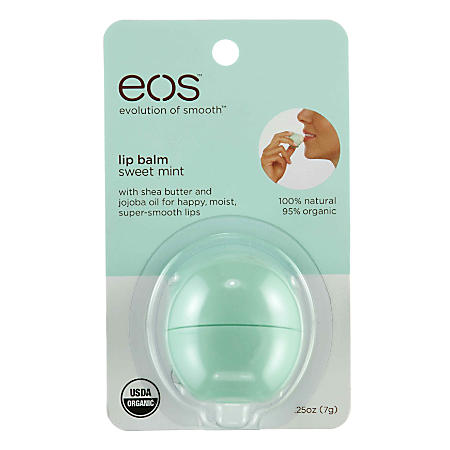 eos™
evolution of smooth™
lip balm
sweet mint
with shea butter and
jojoba oil for happy, moist,
super-smooth lips
100% natural
95% organic
USDA
ORGANIC
.25oz (7g)